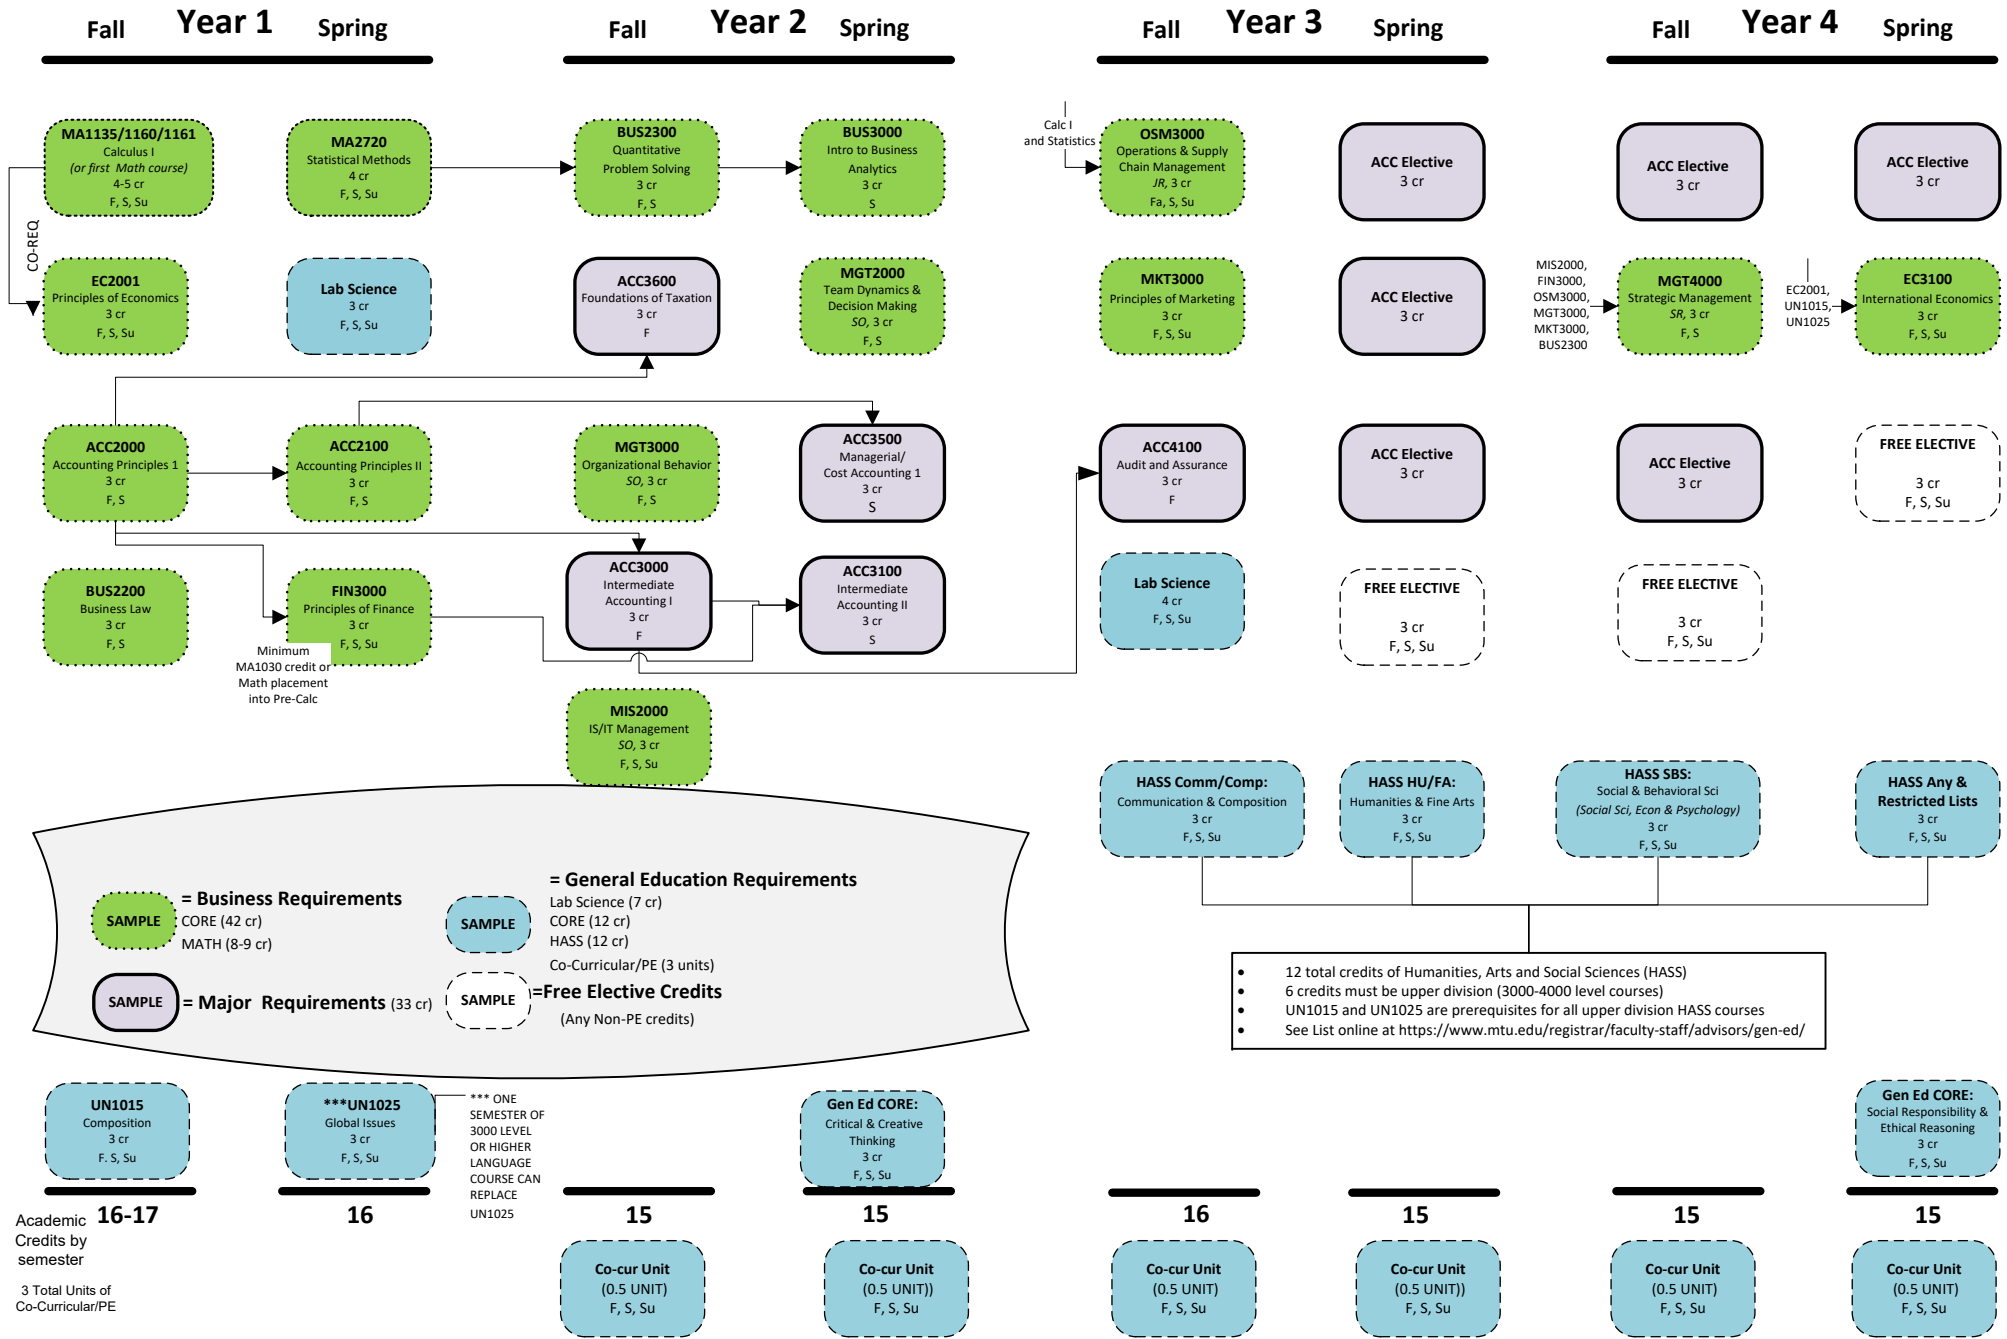 Year 1
Fall
Spring
Year 2
Fall
Spring
Year 3
Fall
Spring
Year 4
Fall
Spring
MA1135/1160/1161
Calculus I
(or first Math course)
4-5 cr
F, S, Su
MA2720
Statistical Methods
4 cr
F, S, Su
BUS2300
Quantitative
Problem Solving
3 cr
F, S
BUS3000
Intro to Business
Analytics
3 cr
S
Calc I
and Statistics
OSM3000
Operations & Supply
Chain Management
JR, 3 cr
Fa, S, Su
ACC Elective
3 cr
ACC Elective
3 cr
ACC Elective
3 cr
CO-REQ
EC2001
Principles of Economics
3 cr
F, S, Su
Lab Science
3 cr
F, S, Su
ACC3600
Foundations of Taxation
3 cr
F
MGT2000
Team Dynamics &
Decision Making
SO, 3 cr
F, S
MKT3000
Principles of Marketing
3 cr
F, S, Su
ACC Elective
3 cr
MIS2000,
FIN3000,
OSM3000,
MGT3000,
MKT3000,
BUS2300
MGT4000
Strategic Management
SR, 3 cr
F, S
EC2001,
UN1015,
UN1025
EC3100
International Economics
3 cr
F, S, Su
ACC2000
Accounting Principles 1
3 cr
F, S
ACC2100
Accounting Principles II
3 cr
F, S
MGT3000
Organizational Behavior
SO, 3 cr
F, S
ACC3500
Managerial/
Cost Accounting 1
3 cr
S
ACC4100
Audit and Assurance
3 cr
F
ACC Elective
3 cr
ACC Elective
3 cr
FREE ELECTIVE
3 cr
F, S, Su
BUS2200
Business Law
3 cr
F, S
FIN3000
Principles of Finance
3 cr
F, S, Su
Minimum
MA1030 credit or
Math placement
into Pre-Calc
ACC3000
Intermediate
Accounting I
3 cr
F
ACC3100
Intermediate
Accounting II
3 cr
S
Lab Science
4 cr
F, S, Su
FREE ELECTIVE
3 cr
F, S, Su
FREE ELECTIVE
3 cr
F, S, Su
MIS2000
IS/IT Management
SO, 3 cr
F, S, Su
HASS Comm/Comp:
Communication & Composition
3 cr
F, S, Su
HASS HU/FA:
Humanities & Fine Arts
3 cr
F, S, Su
HASS SBS:
Social & Behavioral Sci
(Social Sci, Econ & Psychology)
3 cr
F, S, Su
HASS Any &
Restricted Lists
3 cr
F, S, Su
SAMPLE
= Business Requirements
CORE (42 cr)
MATH (8-9 cr)
SAMPLE
= General Education Requirements
Lab Science (7 cr)
CORE (12 cr)
HASS (12 cr)
Co-Curricular/PE (3 units)
SAMPLE
= Major Requirements (33 cr)
SAMPLE
=Free Elective Credits
(Any Non-PE credits)
• 12 total credits of Humanities, Arts and Social Sciences (HASS)
• 6 credits must be upper division (3000-4000 level courses)
• UN1015 and UN1025 are prerequisites for all upper division HASS courses
• See List online at https://www.mtu.edu/registrar/faculty-staff/advisors/gen-ed/
UN1015
Composition
3 cr
F. S, Su
***UN1025
Global Issues
3 cr
F, S, Su
*** ONE
SEMESTER OF
3000 LEVEL
OR HIGHER
LANGUAGE
COURSE CAN
REPLACE
UN1025
Gen Ed CORE:
Critical & Creative
Thinking
3 cr
F, S, Su
Gen Ed CORE:
Social Responsibility &
Ethical Reasoning
3 cr
F, S, Su
Academic
Credits by
semester
16-17
16
15
15
16
15
15
15
3 Total Units of
Co-Curricular/PE
Co-cur Unit
(0.5 UNIT)
F, S, Su
Co-cur Unit
(0.5 UNIT))
F, S, Su
Co-cur Unit
(0.5 UNIT)
F, S, Su
Co-cur Unit
(0.5 UNIT))
F, S, Su
Co-cur Unit
(0.5 UNIT)
F, S, Su
Co-cur Unit
(0.5 UNIT))
F, S, Su